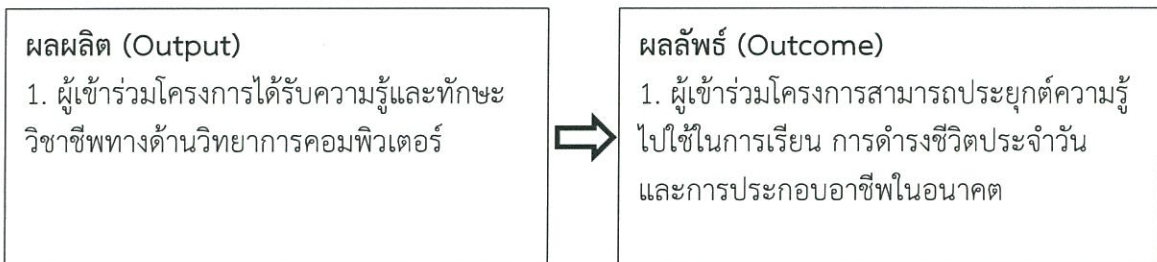 ผลผลิต (Output)
1. ผู้เข้าร่วมโครงการได้รับความรู้และทักษะ
วิชาชีพทางด้านวิทยาการคอมพิวเตอร์
ผลลัพธ์ (Outcome)
1. ผู้เข้าร่วมโครงการสามารถประยุกต์ความรู้
ไปใช้ในการเรียน การดำรงชีวิตประจำวัน
และการประกอบอาชีพในอนาคต